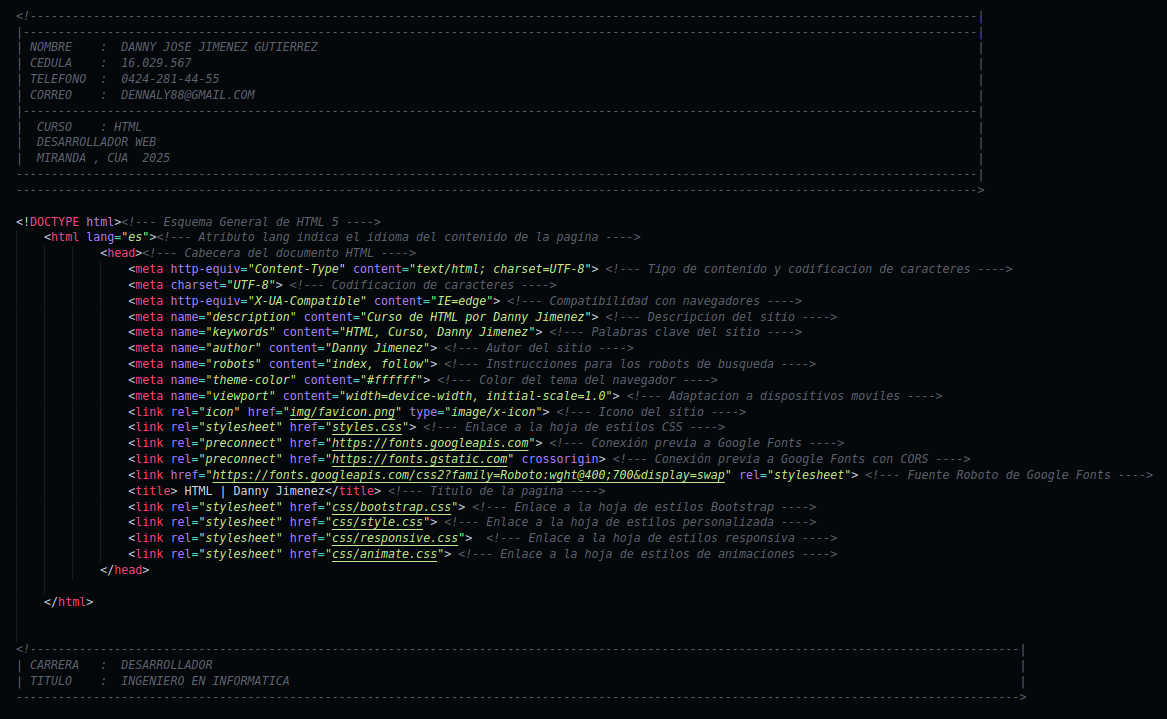 <!---------------------------------------------------------------------------------------------------------------------------------------|
|----------------------------------------------------------------------------------------------------------------------------------------|
| NOMBRE    :  DANNY JOSE JIMENEZ GUTIERREZ                                                                                              |
| CEDULA    :  16.029.567                                                                                                                |
| TELEFONO  :  0424-281-44-55                                                                                                            |
| CORREO    :  DENNALY88@GMAIL.COM                                                                                                       |
|----------------------------------------------------------------------------------------------------------------------------------------|
|  CURSO    : HTML                                                                                                                       |
|  DESARROLLADOR WEB                                                                                                                     |
|  MIRANDA , CUA  2025                                                                                                                   |
-----------------------------------------------------------------------------------------------------------------------------------------|
----------------------------------------------------------------------------------------------------------------------------------------->
<!DOCTYPE html><!--- Esquema General de HTML 5 ---->
    <html lang="es"><!--- Atributo lang indica el idioma del contenido de la pagina ---->
            <head><!--- Cabecera del documento HTML ---->
                <meta http-equiv="Content-Type" content="text/html; charset=UTF-8"> <!--- Tipo de contenido y codificacion de caracteres ---->
                <meta charset="UTF-8"> <!--- Codificacion de caracteres ---->
                <meta http-equiv="X-UA-Compatible" content="IE=edge"> <!--- Compatibilidad con navegadores ---->
                <meta name="description" content="Curso de HTML por Danny Jimenez"> <!--- Descripcion del sitio ---->
                <meta name="keywords" content="HTML, Curso, Danny Jimenez"> <!--- Palabras clave del sitio ---->
                <meta name="author" content="Danny Jimenez"> <!--- Autor del sitio ---->
                <meta name="robots" content="index, follow"> <!--- Instrucciones para los robots de busqueda ---->
                <meta name="theme-color" content="#ffffff"> <!--- Color del tema del navegador ---->
                <meta name="viewport" content="width=device-width, initial-scale=1.0"> <!--- Adaptacion a dispositivos moviles ---->
                <link rel="icon" href="img/favicon.png" type="image/x-icon"> <!--- Icono del sitio ---->
                <link rel="stylesheet" href="styles.css"> <!--- Enlace a la hoja de estilos CSS ---->
                <link rel="preconnect" href="https://fonts.googleapis.com"> <!--- Conexión previa a Google Fonts ---->
                <link rel="preconnect" href="https://fonts.gstatic.com" crossorigin> <!--- Conexión previa a Google Fonts con CORS ---->
                <link href="https://fonts.googleapis.com/css2?family=Roboto:wght@400;700&display=swap" rel="stylesheet"> <!--- Fuente Roboto de Google Fonts ---->
                <title> HTML | Danny Jimenez</title> <!--- Titulo de la pagina ---->
                <link rel="stylesheet" href="css/bootstrap.css"> <!--- Enlace a la hoja de estilos Bootstrap ---->
                <link rel="stylesheet" href="css/style.css"> <!--- Enlace a la hoja de estilos personalizada ---->
                <link rel="stylesheet" href="css/responsive.css">  <!--- Enlace a la hoja de estilos responsiva ---->
                <link rel="stylesheet" href="css/animate.css"> <!--- Enlace a la hoja de estilos de animaciones ---->
            </head>
    </html>
<!---------------------------------------------------------------------------------------------------------------------------------------------|
| CARRERA   :  DESARROLLADOR                                                                                                                   |
| TITULO    :  INGENIERO EN INFORMATICA                                                                                                        |
----------------------------------------------------------------------------------------------------------------------------------------------->